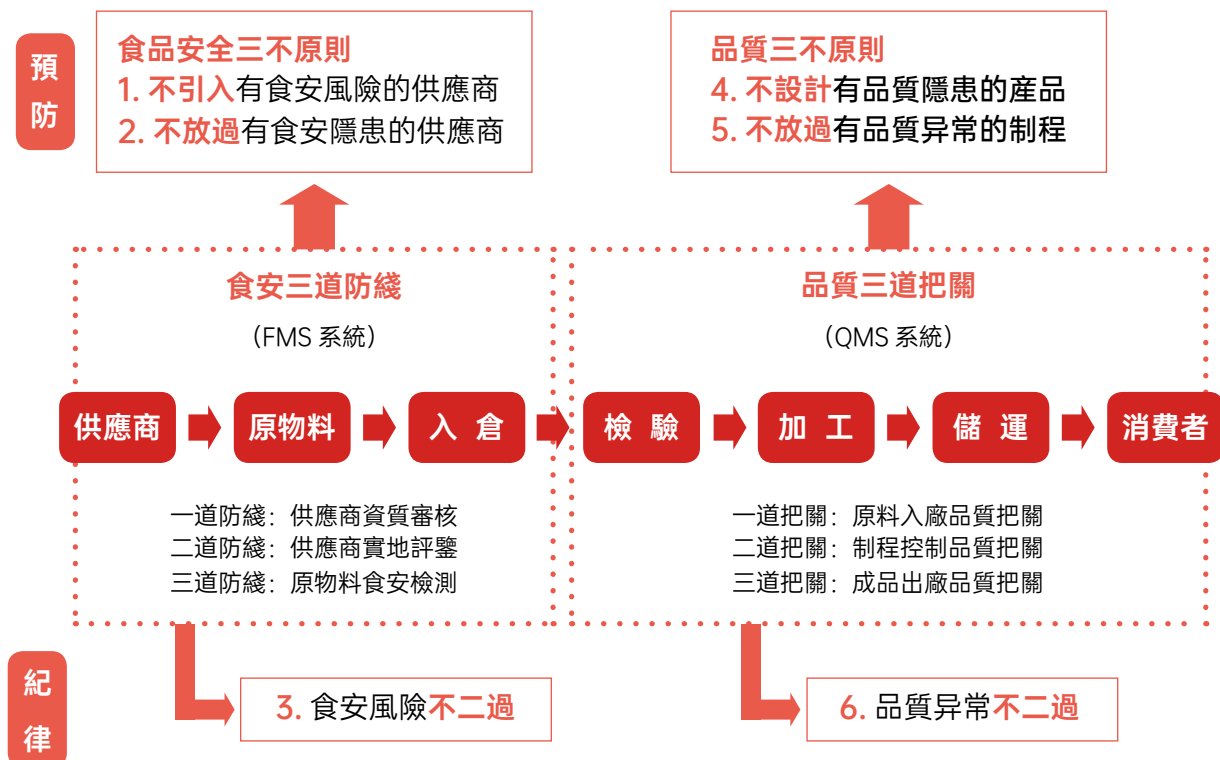 預防
食品安全三不原則
1. 不引入有食安風險的供應商
2. 不放過有食安隱患的供應商
品質三不原則
4. 不設計有品質隱患的産品
5. 不放過有品質异常的制程
食安三道防綫
（FMS 系統）
品質三道把關
（QMS 系統）
供應商
原物料
入倉
檢驗
加工
儲運
消費者
一道防綫：供應商資質審核
二道防綫：供應商實地評鑒
三道防綫：原物料食安檢測
一道把關：原料入廠品質把關
二道把關：制程控制品質把關
三道把關：成品出廠品質把關
紀律
3. 食安風險不二過
6. 品質异常不二過